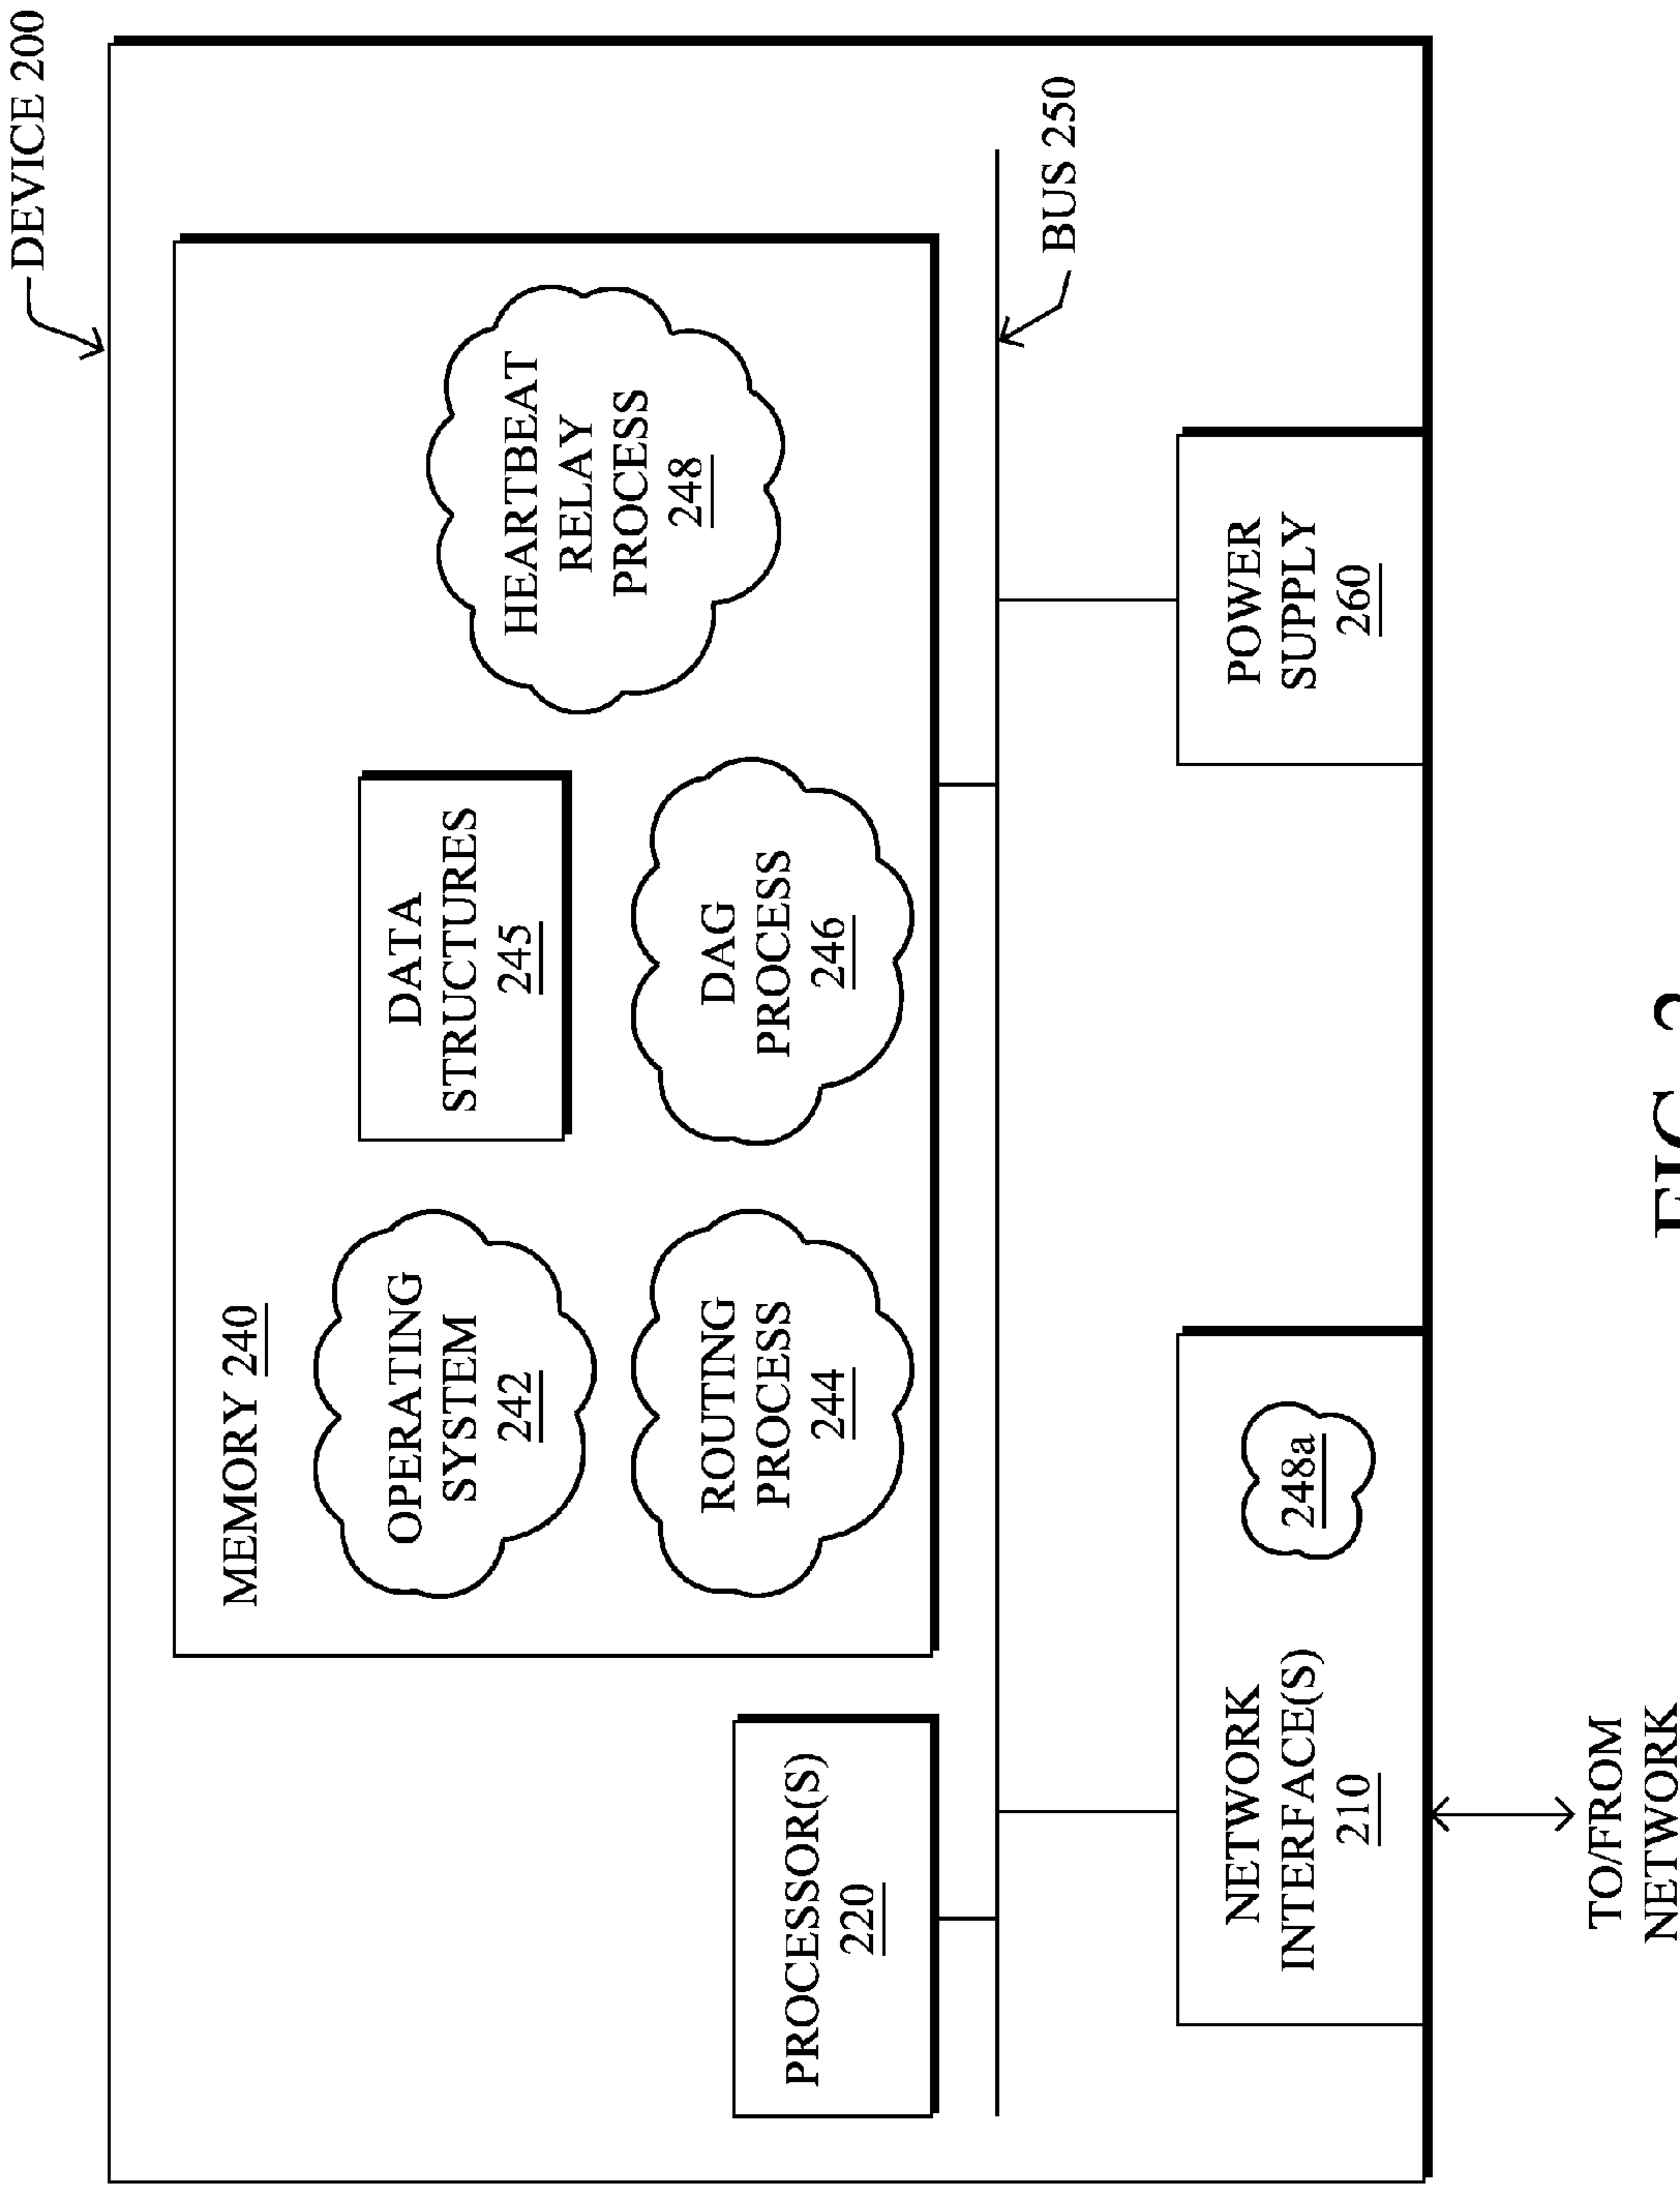 DEVICE 200
MEMORY 240
OPERATING
SYSTEM
242
DATA
STRUCTURES
245
HEARTBEAT
RELAY
PROCESS
248
ROUTING
PROCESS
244
DAG
PROCESS
246
PROCESSOR(S)
220
BUS 250
NETWORK
INTERFACE(S)
210
248a
POWER
SUPPLY
260
TO/FROM
NETWORK